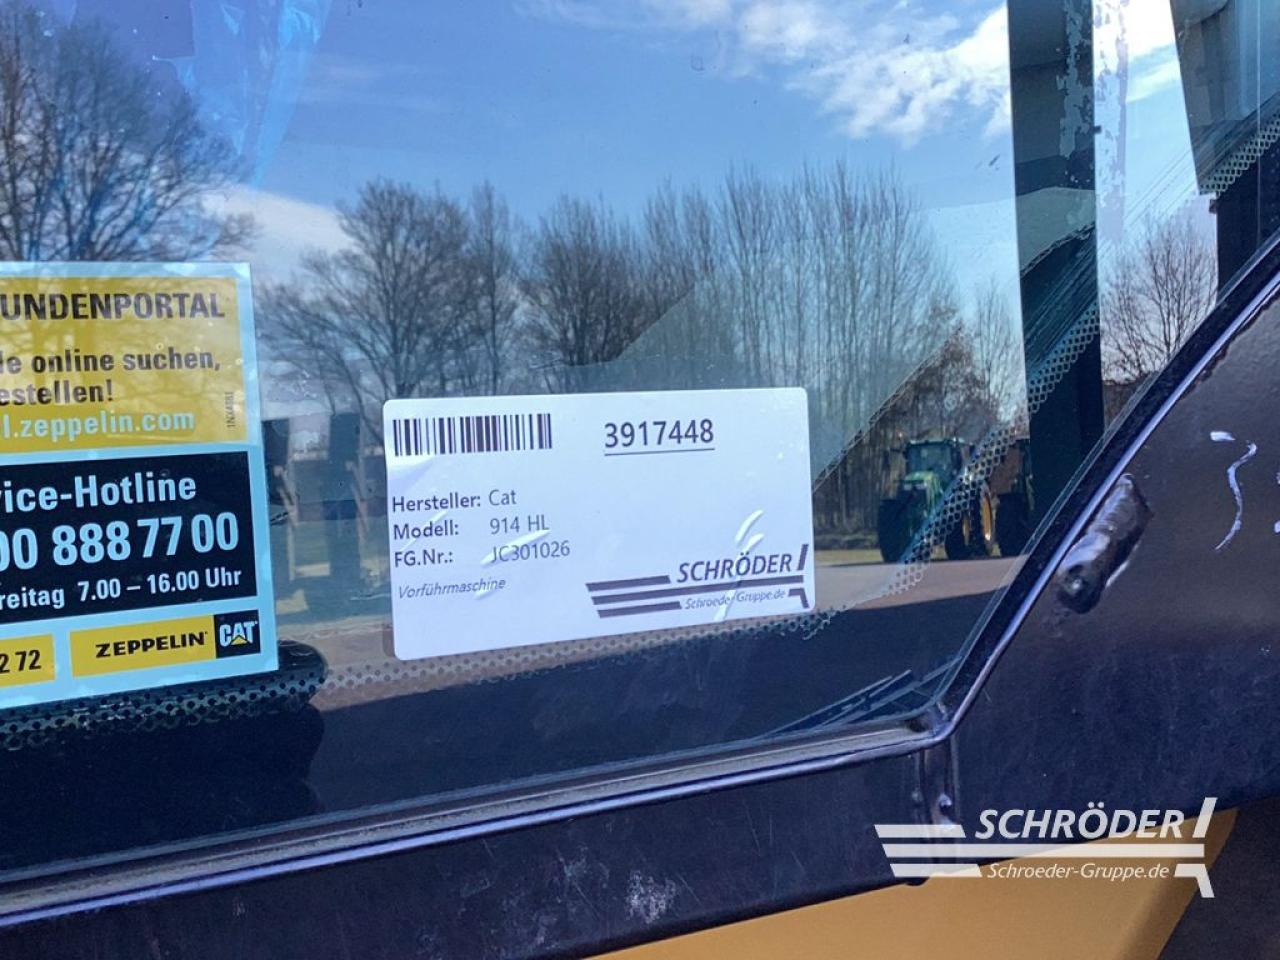 UNDENPORTAL
le online suchen,
estellen!
l.zeppelin.com
vice-Hotline
00 888 77 00
reitag 7.00 – 16.00 Uhr
2 72
ZEPPELIN CAT
3917448
Hersteller: Cat
Modell: 914 HL
FG.Nr.: JC301026
Vorführmaschine
SCHRÖDER
Schroeder-Gruppe.de
SCHRÖDER
Schroeder-Gruppe.de